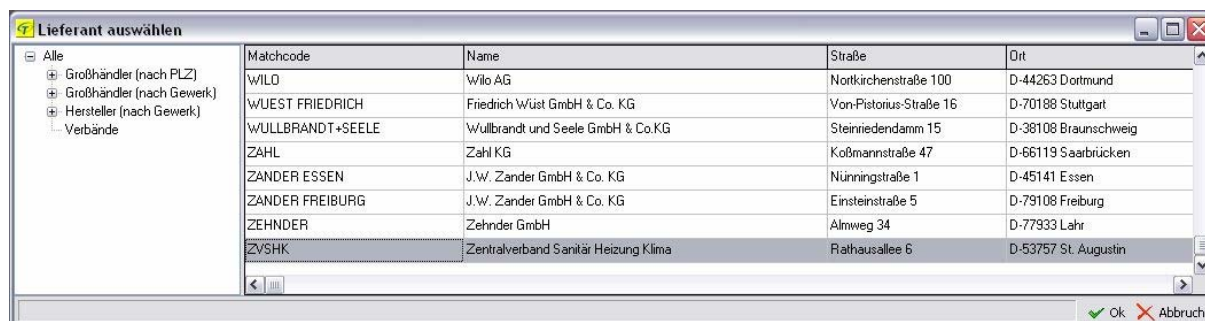 Lieferant auswählen
Alle
Großhändler (nach PLZ)
Großhändler (nach Gewerk)
Hersteller (nach Gewerk)
Verbände
Matchcode Name Straße Ort
WILO Wilo AG Nortkirchenstraße 100 D-44263 Dortmund
WUEST FRIEDRICH Friedrich Wüst GmbH & Co. KG Von-Pistorius-Straße 16 D-70188 Stuttgart
WULLBRANDT+SEELE Wullbrandt und Seele GmbH & Co.KG Steinriedendamm 15 D-38108 Braunschweig
ZAHL Zahl KG Koßmannstraße 47 D-66119 Saarbrücken
ZANDER ESSEN J.W. Zander GmbH & Co. KG Nünningstraße 1 D-45141 Essen
ZANDER FREIBURG J.W. Zander GmbH & Co. KG Einsteinstraße 5 D-79108 Freiburg
ZEHNDER Zehnder GmbH Almweg 34 D-77933 Lahr
ZVSHK Zentralverband Sanitär Heizung Klima Rathausallee 6 D-53757 St. Augustin
Ok Abbruch